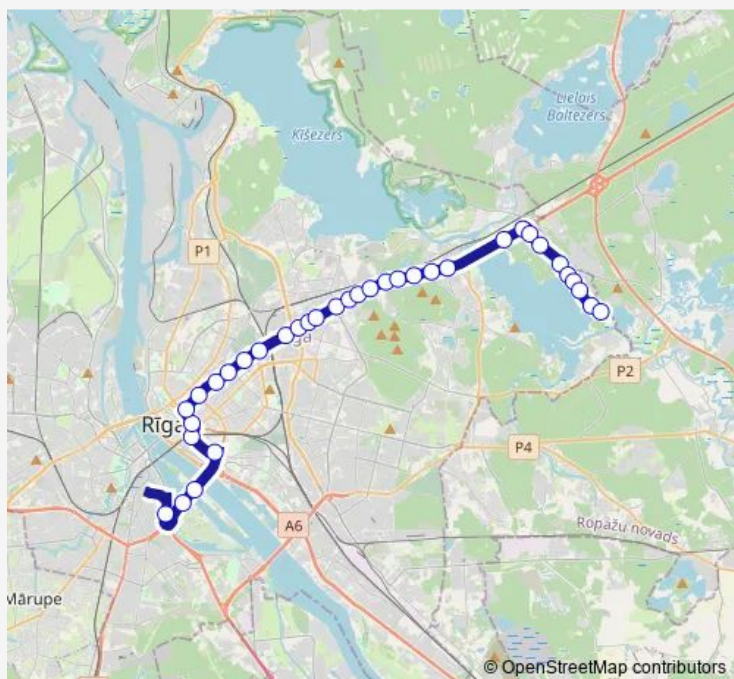 Lielais
Baltezers
Ķīšezers
P1
P2
Rīga
P4
A6
Ropažu novads
Mārupe
© OpenStreetMap contributors